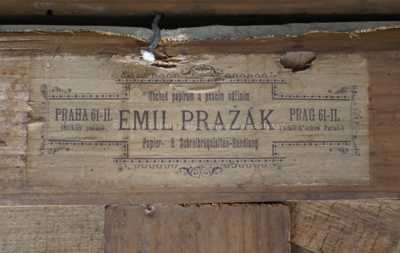 Obchod papírem a psacím náčiním
PRAHA 61-II.
EMIL PRAŽÁK
PRAG 61-II.
Papier- & Schreibrequisiten-Handlung